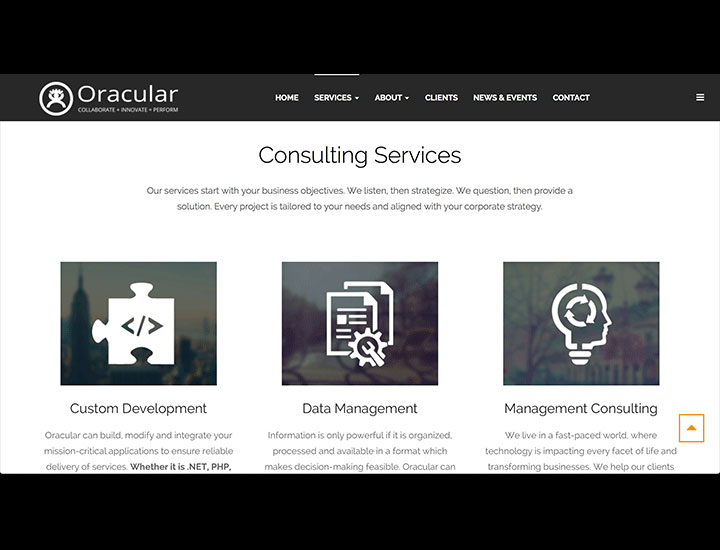 Oracular
COLLABORATE + INNOVATE = PERFORM
HOME SERVICES ABOUT CLIENTS NEWS & EVENTS CONTACT
Consulting Services
Our services start with your business objectives. We listen, then strategize. We question, then provide a
solution. Every project is tailored to your needs and aligned with your corporate strategy.
</>
Custom Development
Oracular can build, modify and integrate your
mission-critical applications to ensure reliable
delivery of services. Whether it is .NET, PHP,
Data Management
Information is only powerful if it is organized,
processed and available in a format which
makes decision-making feasible. Oracular can
Management Consulting
We live in a fast-paced world, where
technology is impacting every facet of life and
transforming businesses. We help our clients